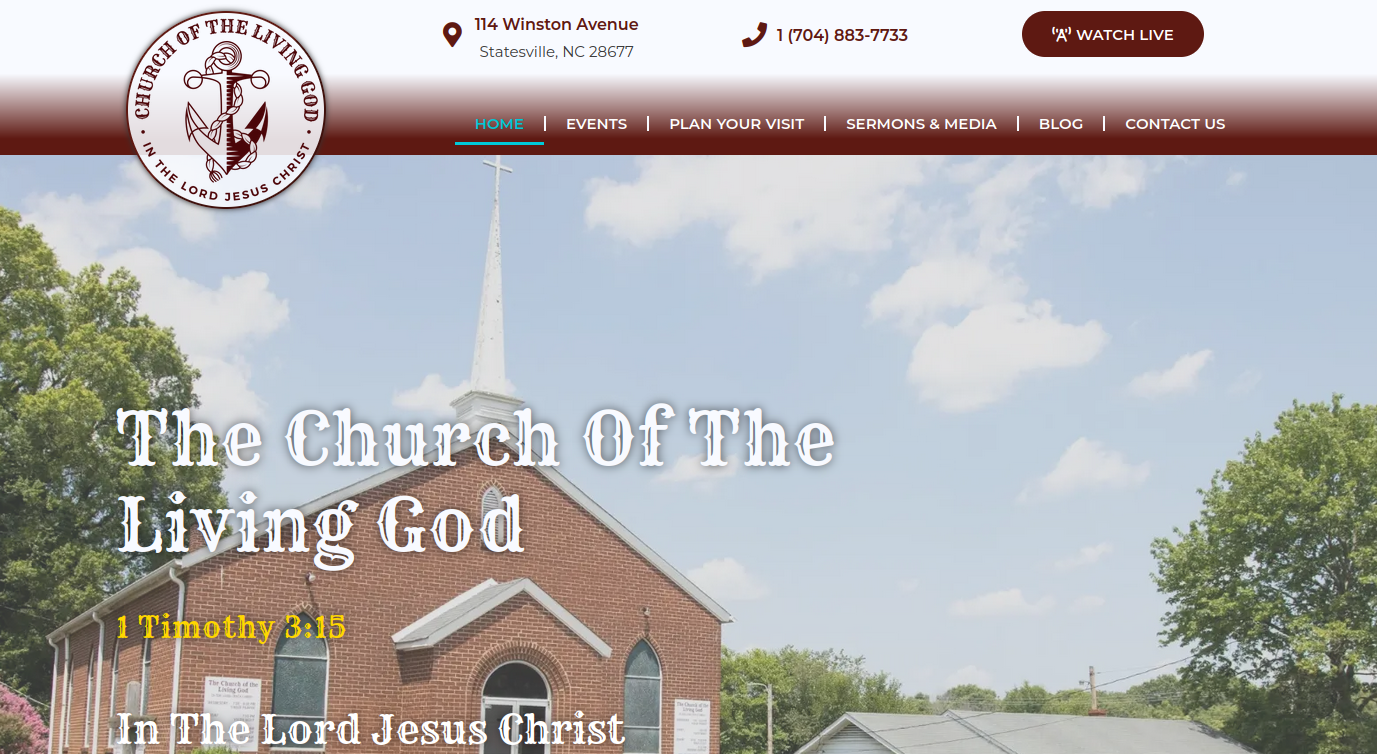 CHURCH OF THE LIVING GOD
IN THE LORD JESUS CHRIST
114 Winston Avenue
Statesville, NC 28677
1 (704) 883-7733
WATCH LIVE
HOME
EVENTS
PLAN YOUR VISIT
SERMONS & MEDIA
BLOG
CONTACT US
The Church Of The
Living God
1 Timothy 3:15
The Church of the
Living God
In The Lord Jesus Christ